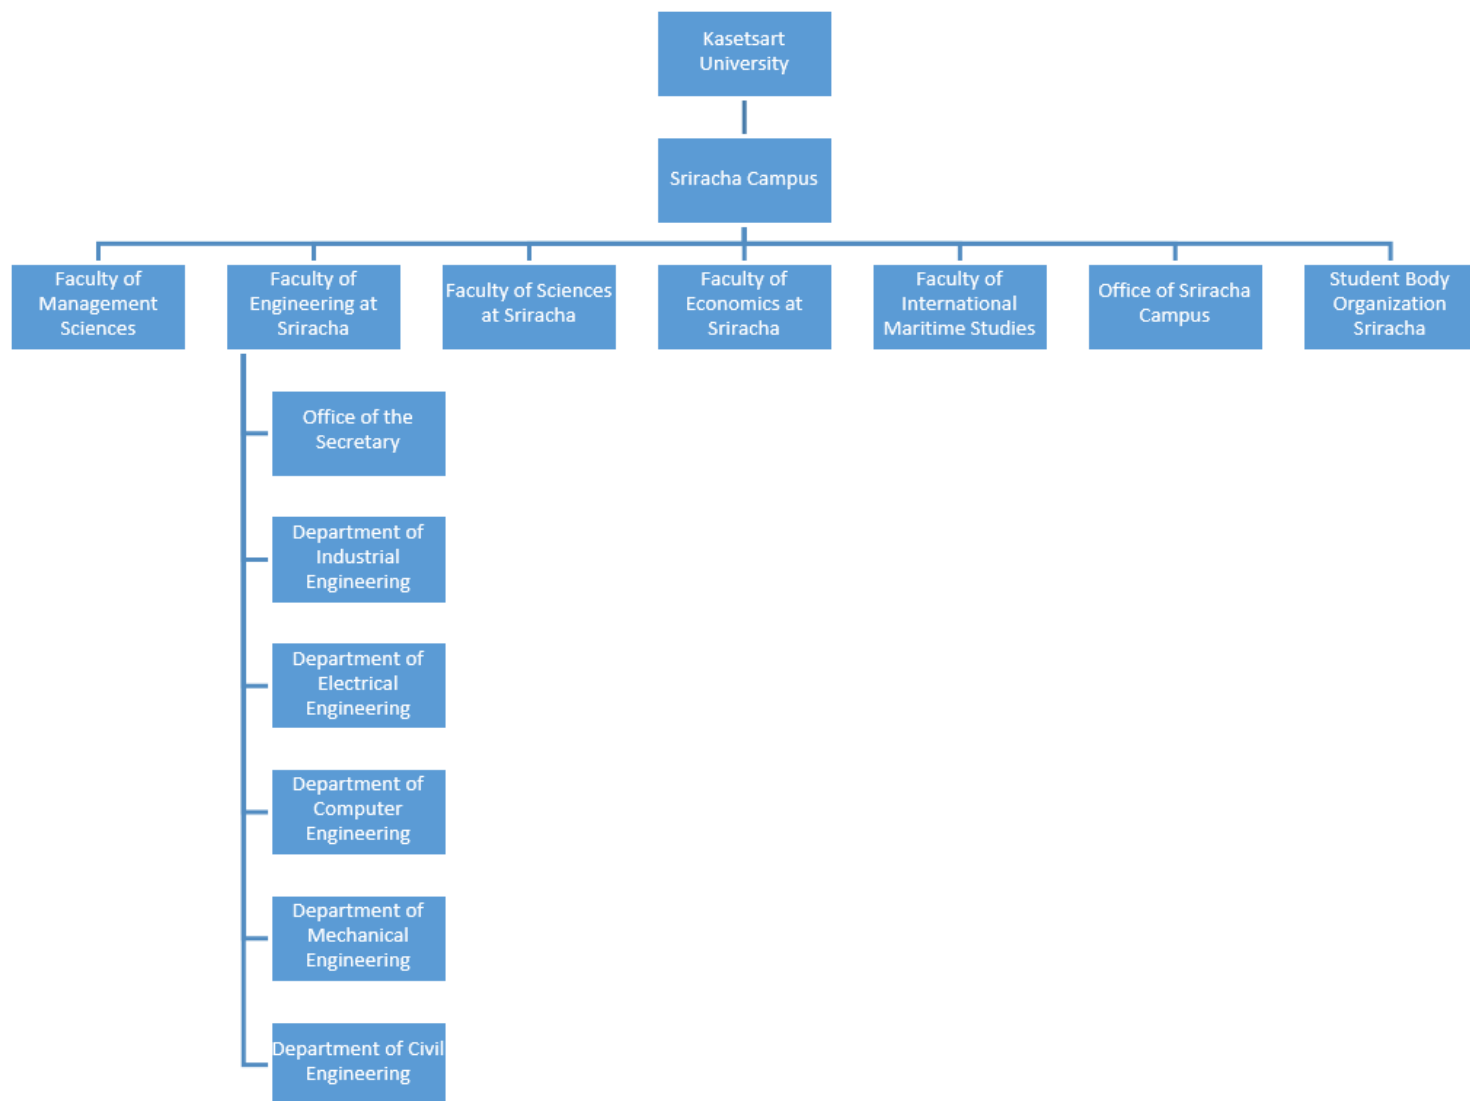 Kasetsart
University
Sriracha Campus
Faculty of
Management
Sciences
Faculty of
Engineering at
Sriracha
Faculty of Sciences
at Sriracha
Faculty of
Economics at
Sriracha
Faculty of
International
Maritime Studies
Office of Sriracha
Campus
Student Body
Organization
Sriracha
Office of the
Secretary
Department of
Industrial
Engineering
Department of
Electrical
Engineering
Department of
Computer
Engineering
Department of
Mechanical
Engineering
Department of Civil
Engineering